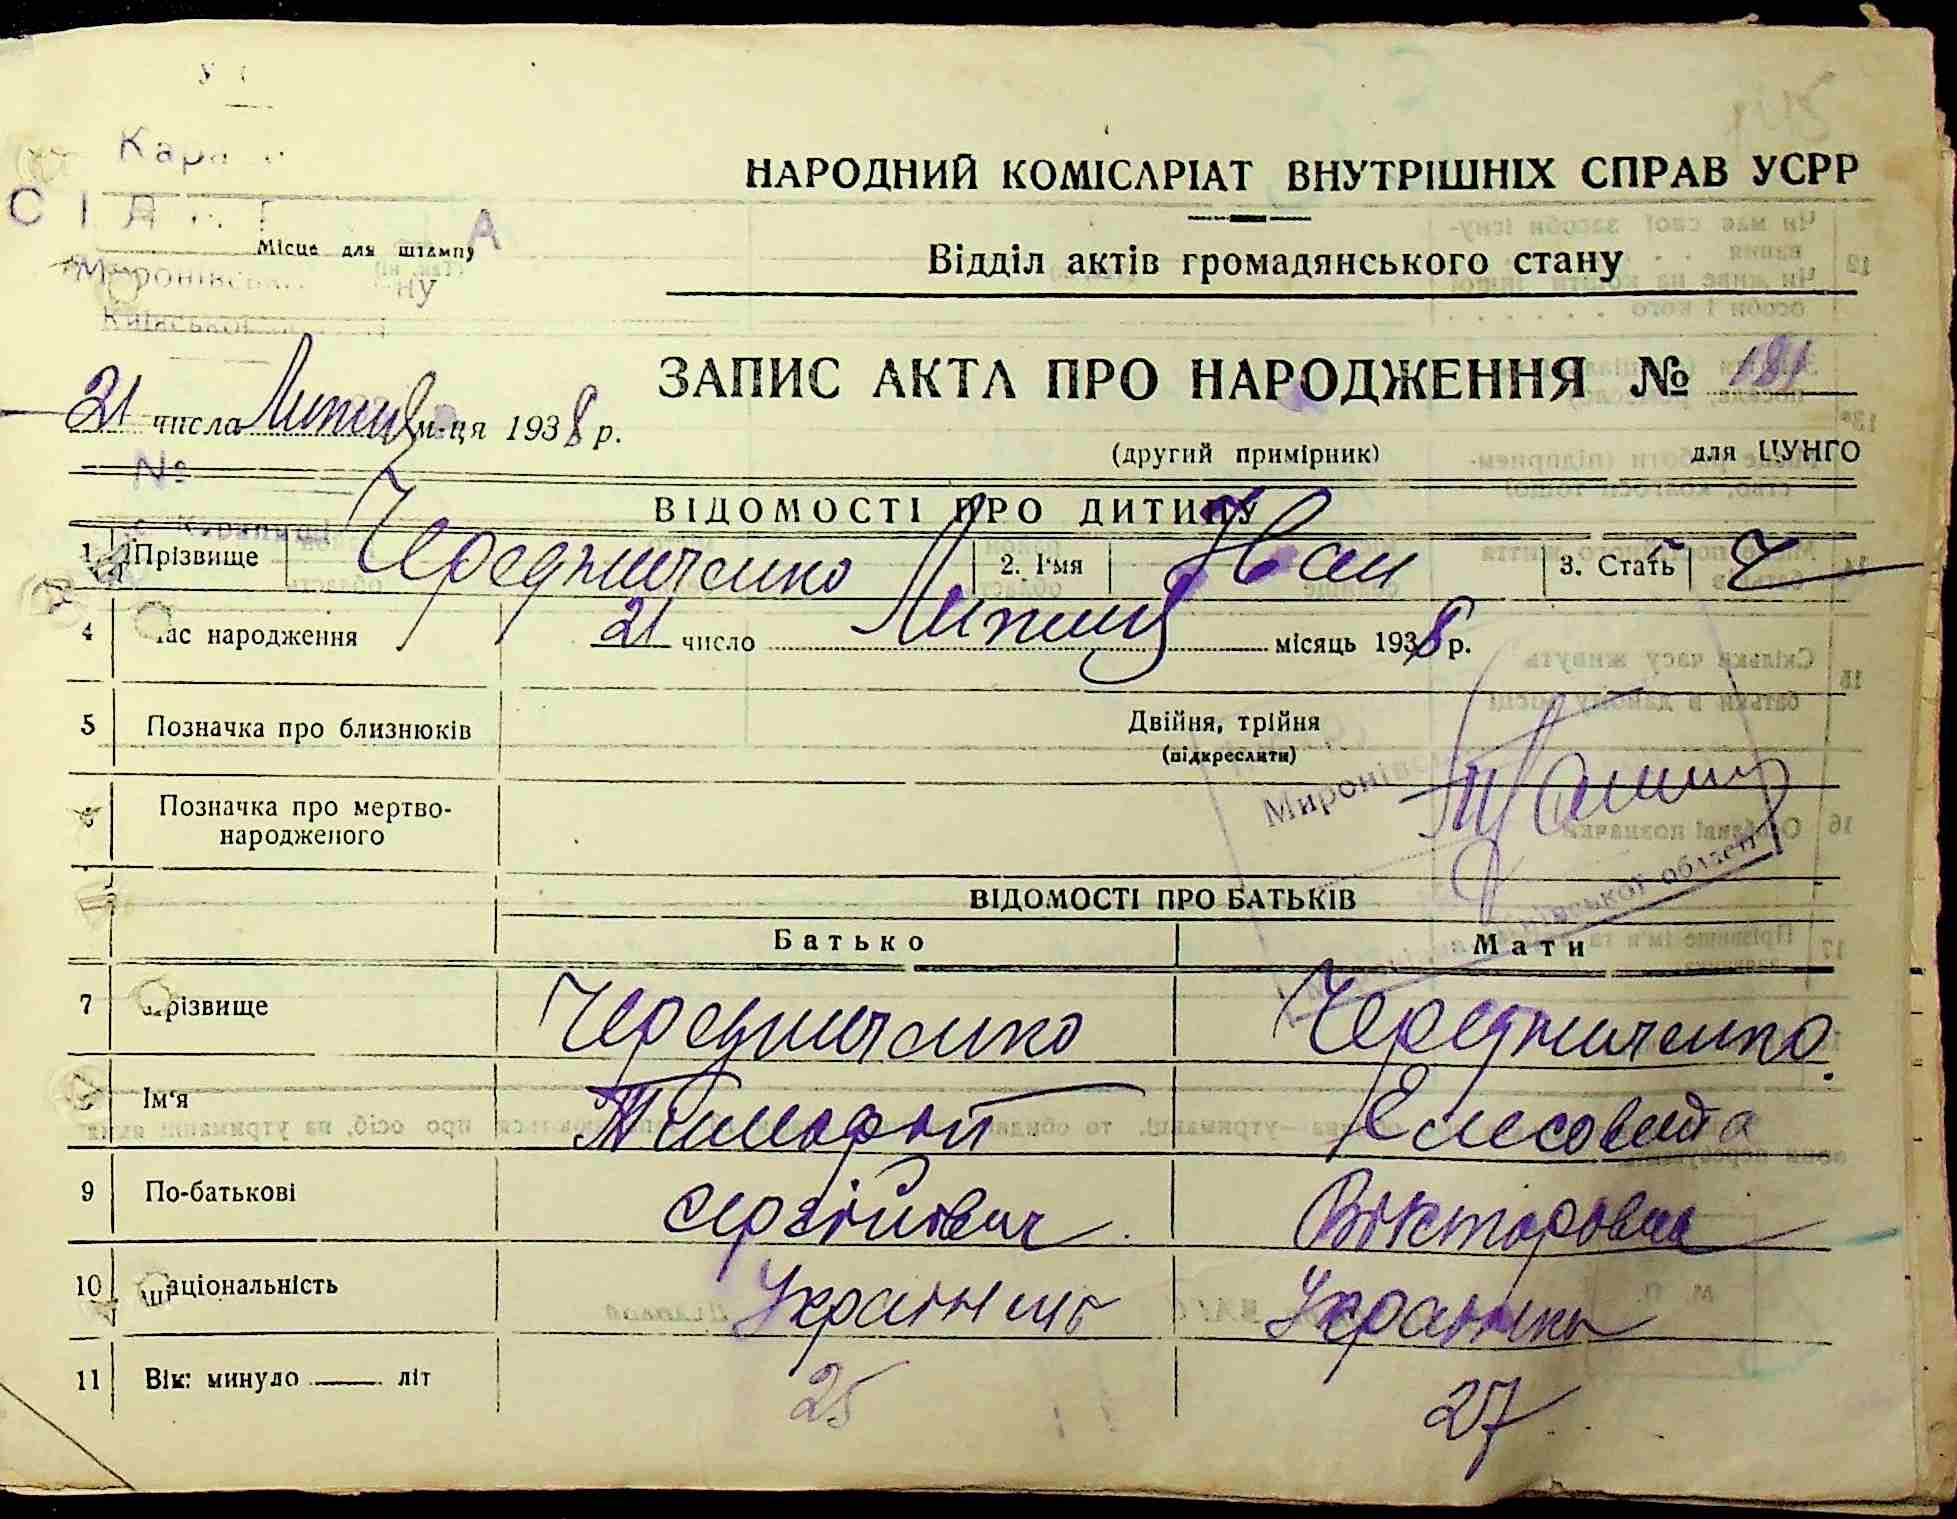 НАРОДНИЙ КОМІСАРІАТ ВНУТРІШНІХ СПРАВ УСРР
Місце для штампу
Відділ актів громадянського стану
ЗАПИС АКТА ПРО НАРОДЖЕННЯ № 181
21 числа Липня м-ця 1938 р.
(другий примірник) для ЦУНГО
№
ВІДОМОСТІ ПРО ДИТИНУ
1 Прізвище Чередниченко 2. Ім'я Іван 3. Стать Ч
4 Час народження 21 число Липня місяць 1938 р.
5 Позначка про близнюків Двійня, трійня
(підкреслити)
Позначка про мертво-
народженого
ВІДОМОСТІ ПРО БАТЬКІВ
Батько Мати
7 Прізвище Чередниченко Чередниченко
Ім'я Тимофій Єлисовета
9 По-батькові Сергійович Вікторовна
10 Національність Українець Українка
11 Вік: минуло літ 25 27